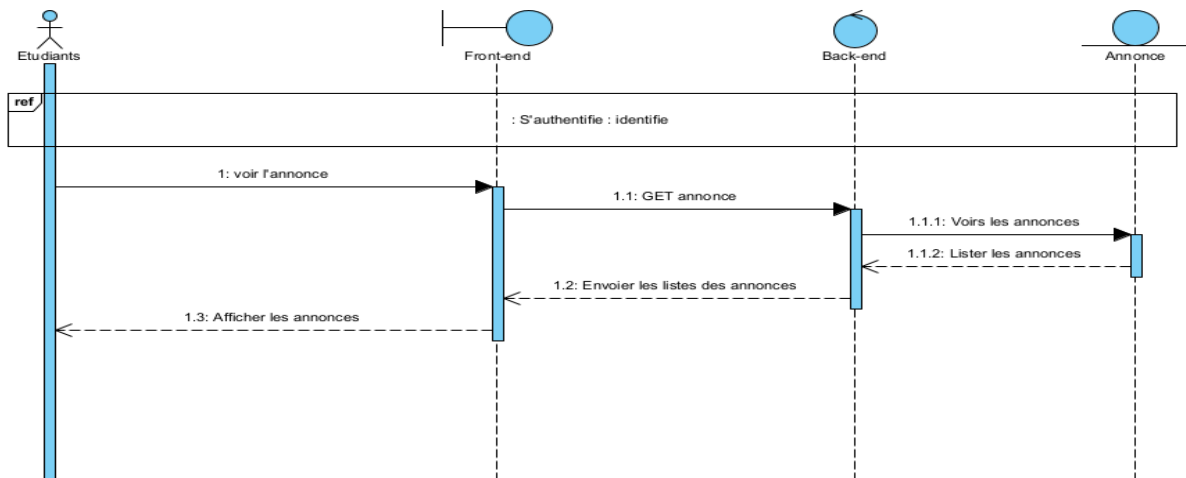 Etudiants
Front-end
Back-end
Annonce
ref
: S'authentifie : identifie
1: voir l'annonce
1.1: GET annonce
1.1.1: Voirs les annonces
1.1.2: Lister les annonces
1.2: Envoier les listes des annonces
1.3: Afficher les annonces